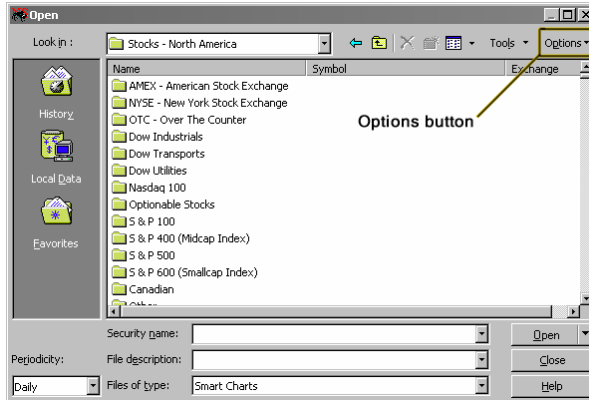 Open
Look in :
Stocks - North America
Tools
Options
Name Symbol Exchange
AMEX - American Stock Exchange
NYSE - New York Stock Exchange
OTC - Over The Counter
Dow Industrials
Dow Transports
Dow Utilities
Nasdaq 100
Optionable Stocks
S & P 100
S & P 400 (Midcap Index)
S & P 500
S & P 600 (Smallcap Index)
Canadian
Other
Options button
History
Local Data
Favorites
Security name:
Open
Periodicity:
File description:
Close
Daily
Files of type:
Smart Charts
Help